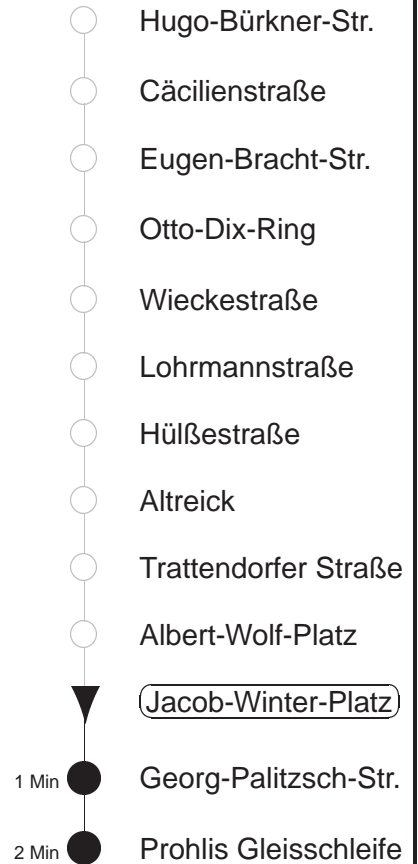 Hugo-Bürkner-Str.
Cäcilienstraße
Eugen-Bracht-Str.
Otto-Dix-Ring
Wieckestraße
Lohrmannstraße
Hülßestraße
Altreick
Trattendorfer Straße
Albert-Wolf-Platz
Jacob-Winter-Platz
1 Min Georg-Palitzsch-Str.
2 Min Prohlis Gleisschleife